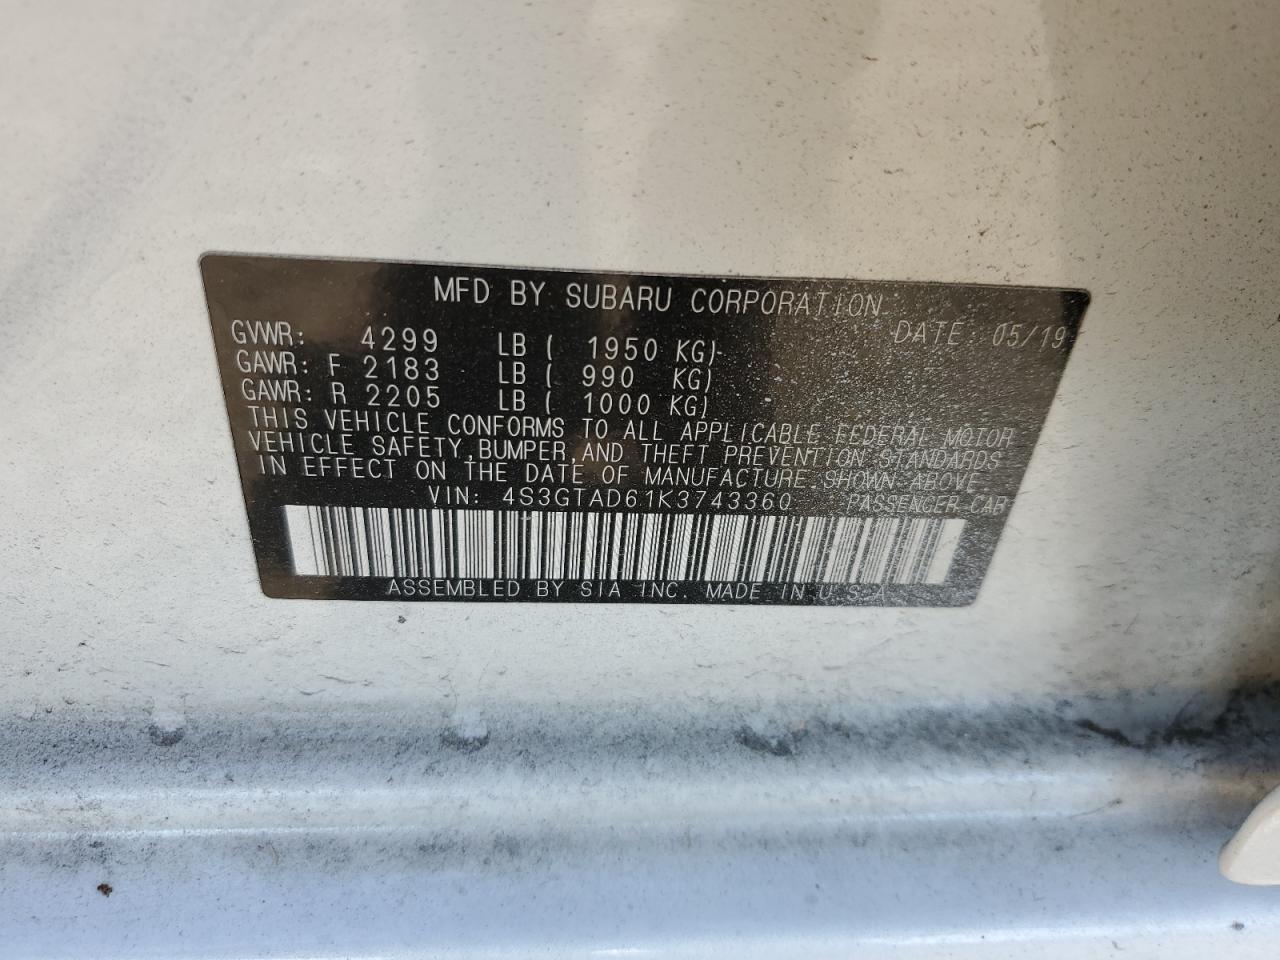 MFD BY SUBARU CORPORATION
DATE: 05/19
GVWR: 4299 LB ( 1950 KG)
GAWR: F 2183 LB ( 990 KG)
GAWR: R 2205 LB ( 1000 KG)
THIS VEHICLE CONFORMS TO ALL APPLICABLE FEDERAL MOTOR
VEHICLE SAFETY,BUMPER,AND THEFT PREVENTION STANDARDS
IN EFFECT ON THE DATE OF MANUFACTURE SHOWN ABOVE
VIN: 4S3GTAD61K3743360 PASSENGER CAR
ASSEMBLED BY SIA INC. MADE IN U.S.A